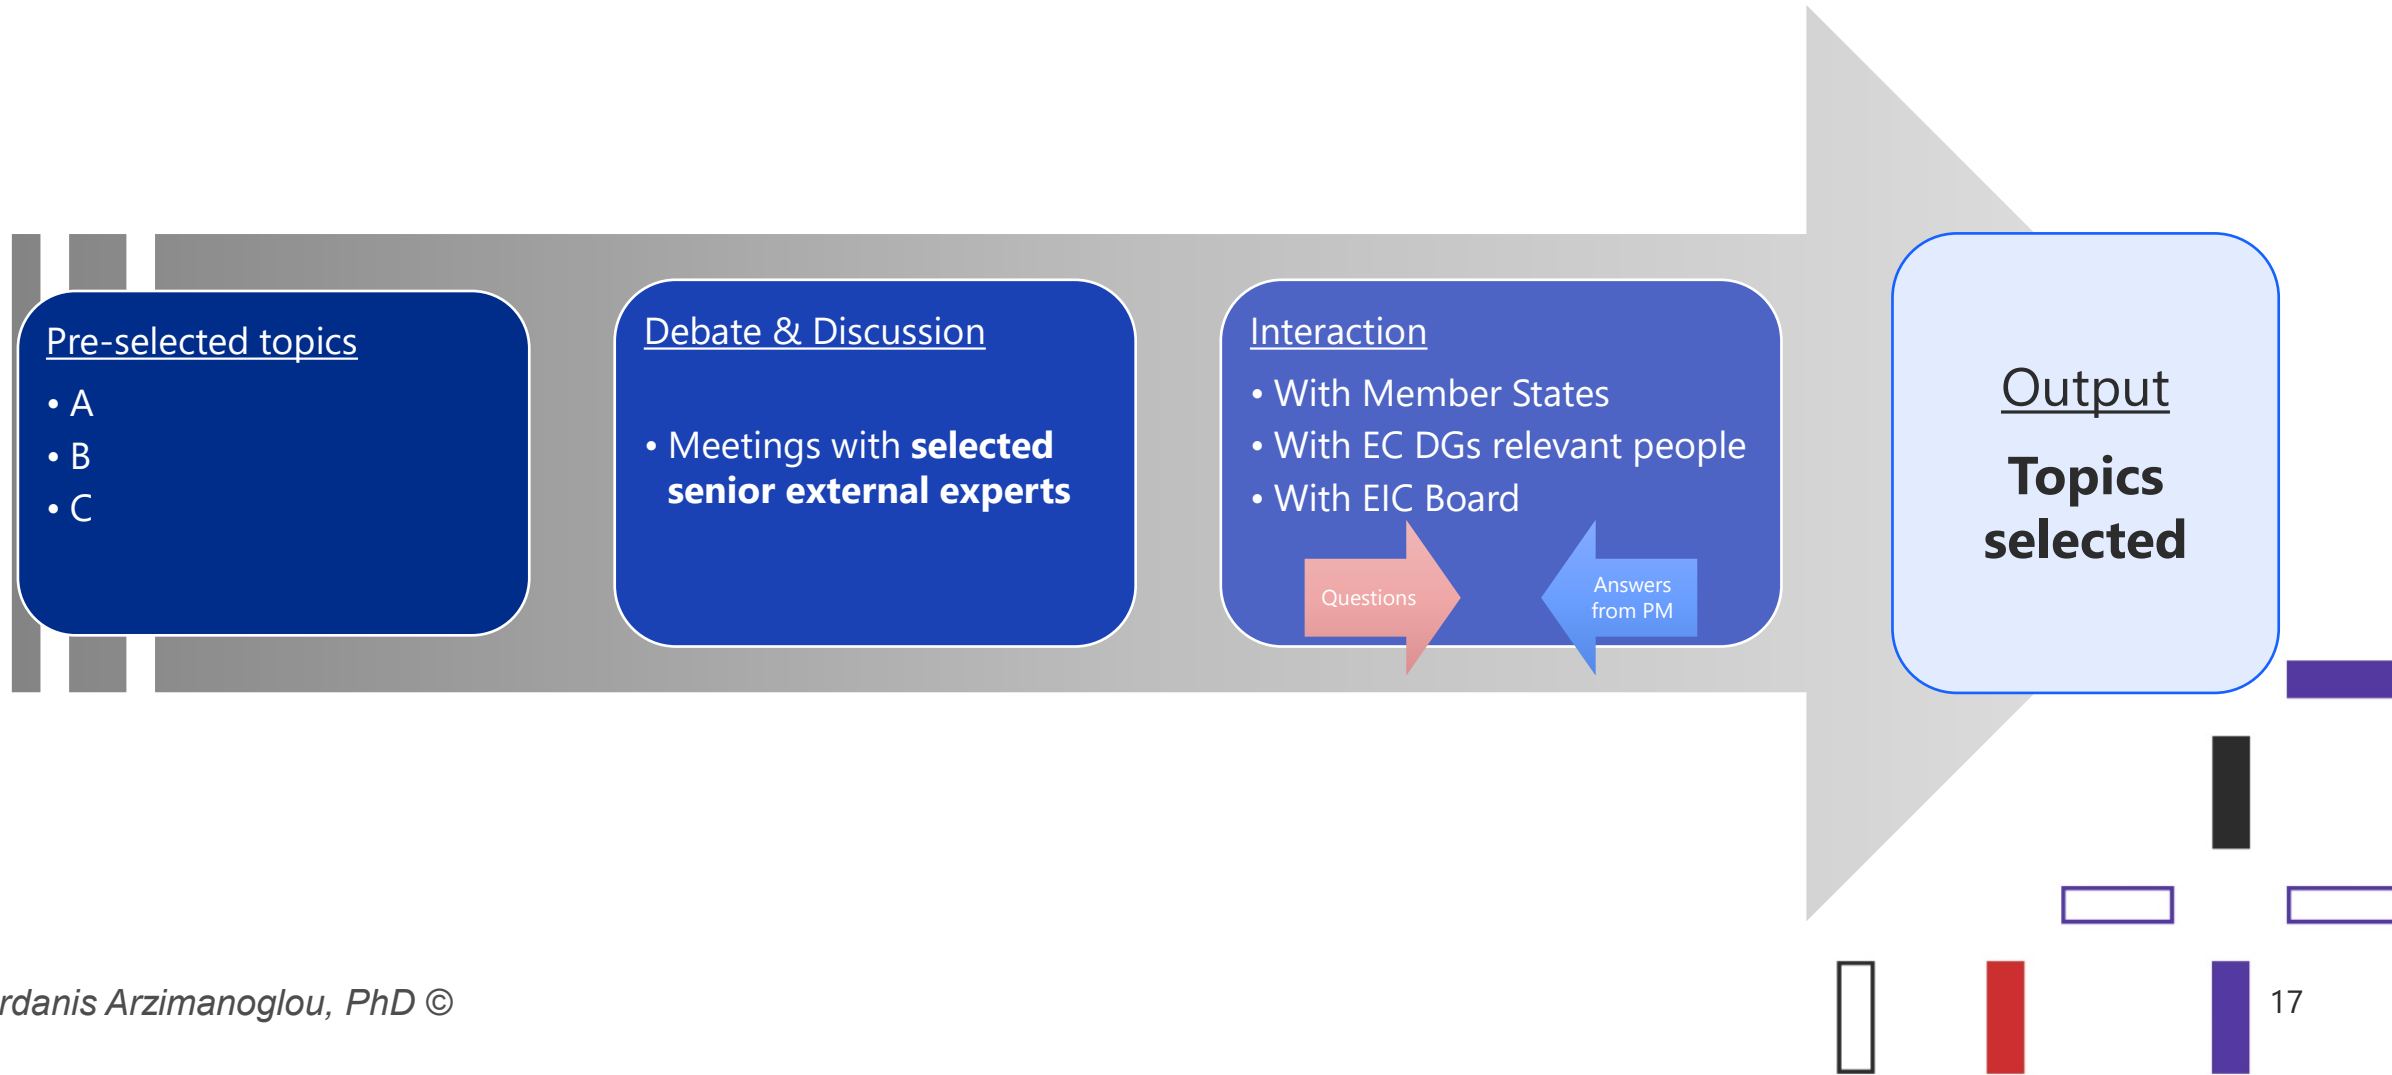 Pre-selected topics
• A
• B
• C
Debate & Discussion
• Meetings with selected
senior external experts
Interaction
• With Member States
• With EC DGs relevant people
• With EIC Board
Questions
Answers
from PM
Output
Topics
selected
rdanis Arzimanoglou, PhD ©
17